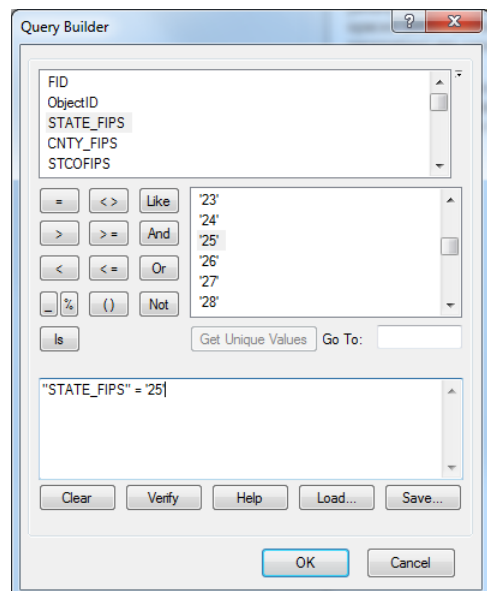 Query Builder
FID
ObjectID
STATE_FIPS
CNTY_FIPS
STCOFIPS
= < > Like
> > = And
< < = Or
_ % ( ) Not
Is
'23'
'24'
'25'
'26'
'27'
'28'
Get Unique Values Go To:
"STATE_FIPS" = '25'
Clear Verify Help Load... Save...
OK Cancel